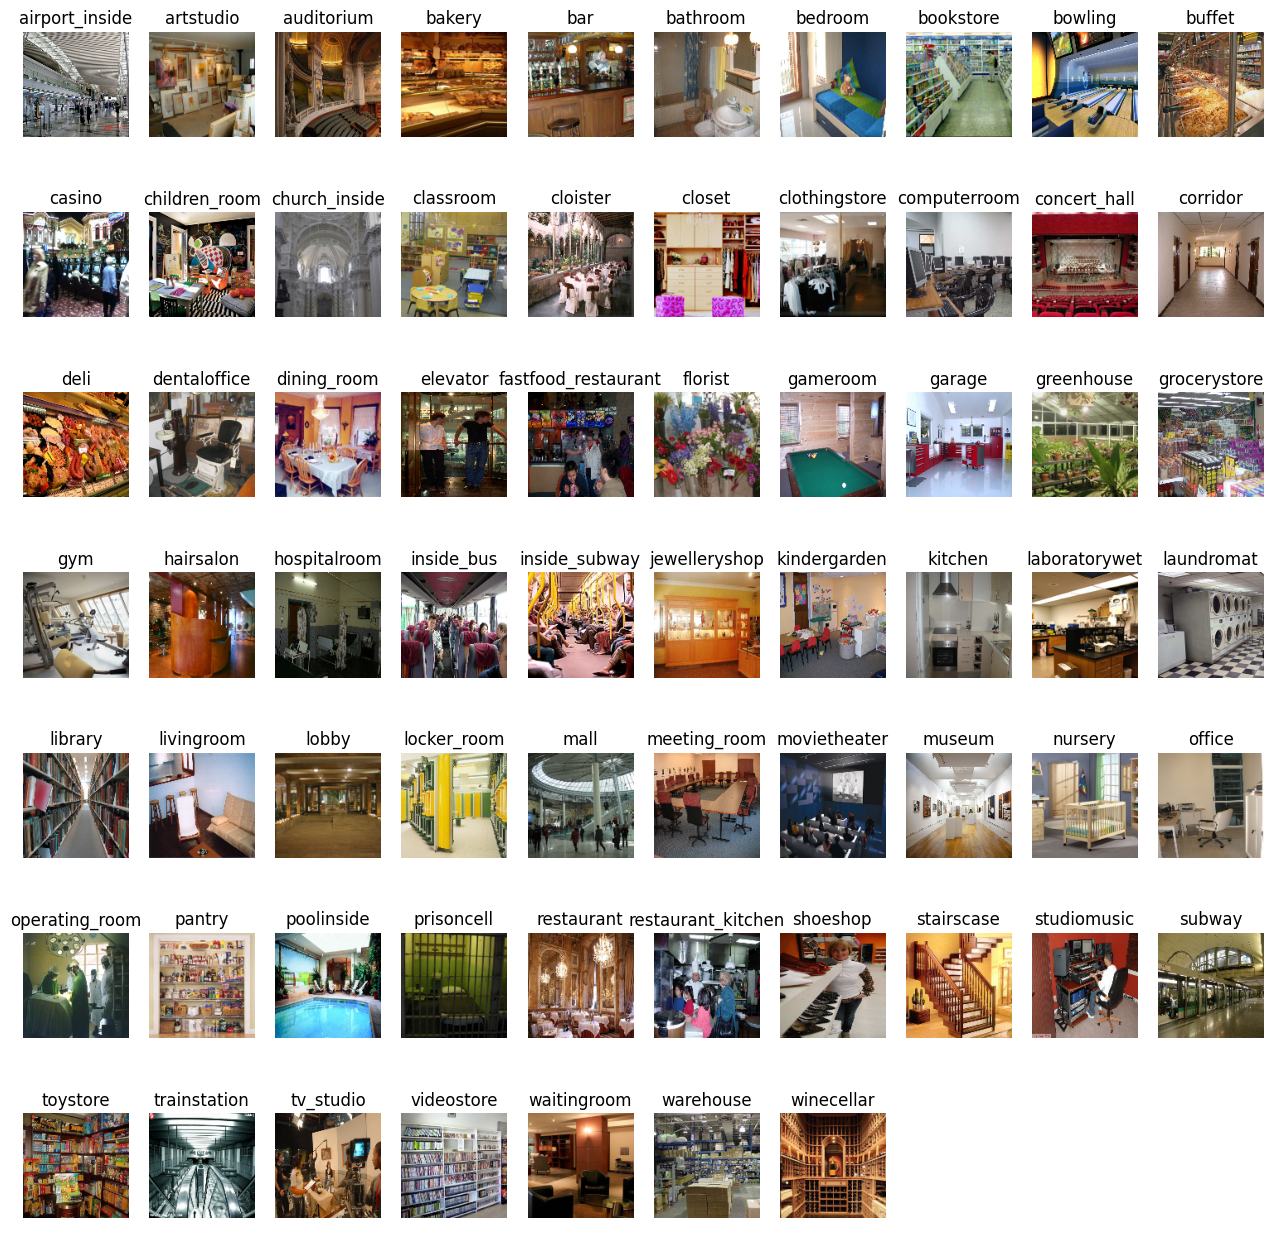 airport_inside artstudio auditorium bakery bar bathroom bedroom bookstore bowling buffet
casino children_room church_inside classroom cloister closet clothingstore computerroom concert_hall corridor
deli dentaloffice dining_room elevator fastfood_restaurant florist gameroom garage greenhouse grocerystore
gym hairsalon hospitalroom inside_bus inside_subway jewelleryshop kindergarden kitchen laboratorywet laundromat
library livingroom lobby locker_room mall meeting_room movietheater museum nursery office
operating_room pantry poolinside prisoncell restaurant restaurant_kitchen shoeshop stairscase studiomusic subway
toystore trainstation tv_studio videostore waitingroom warehouse winecellar